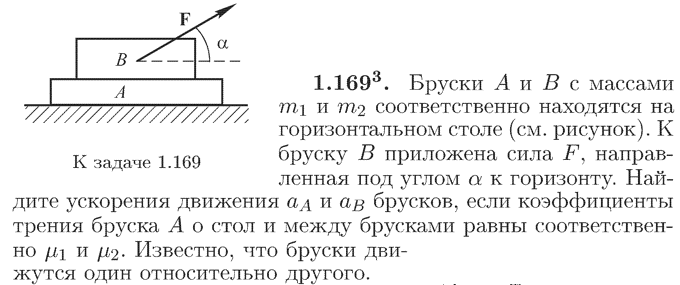 F
α
B
A
К задаче 1.169
1.169³. Бруски A и B с массами
m₁ и m₂ соответственно находятся на
горизонтальном столе (см. рисунок). К
бруску B приложена сила F, направ-
ленная под углом α к горизонту. Най-
дите ускорения движения a_A и a_B брусков, если коэффициенты
трения бруска A о стол и между брусками равны соответствен-
но μ₁ и μ₂. Известно, что бруски дви-
жутся один относительно другого.